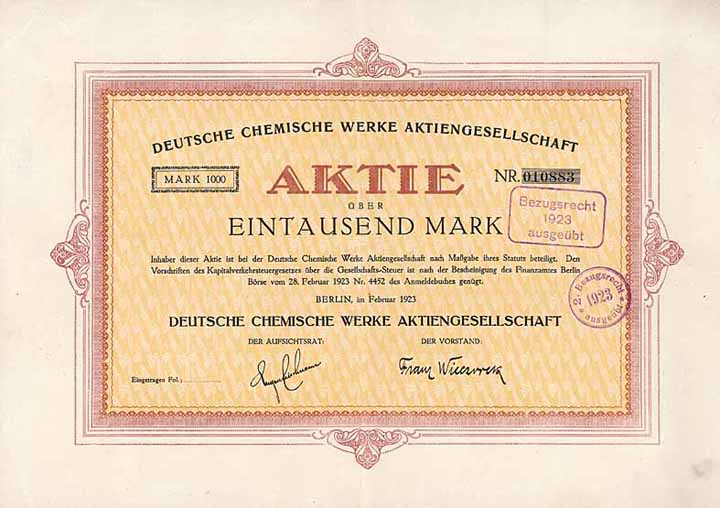 DEUTSCHE CHEMISCHE WERKE AKTIENGESELLSCHAFT
MARK 1000
AKTIE
NR. 010883
ÜBER
EINTAUSEND MARK
Bezugsrecht
1923
ausgeübt
Inhaber dieser Aktie ist bei der Deutsche Chemische Werke Aktiengesellschaft nach Maßgabe ihres Statuts beteiligt. Den
Vorschriften des Kapitalverkehrsteuergesetzes über die Gesellschafts-Steuer ist nach der Bescheinigung des Finanzamtes Berlin
Börse vom 28. Februar 1923 Nr. 4452 des Anmeldebuches genügt.
2. Bezugsrecht
1923
ausgeübt
BERLIN, im Februar 1923
DEUTSCHE CHEMISCHE WERKE AKTIENGESELLSCHAFT
DER AUFSICHTSRAT:
DER VORSTAND:
Franz
Eingetragen Fol.: